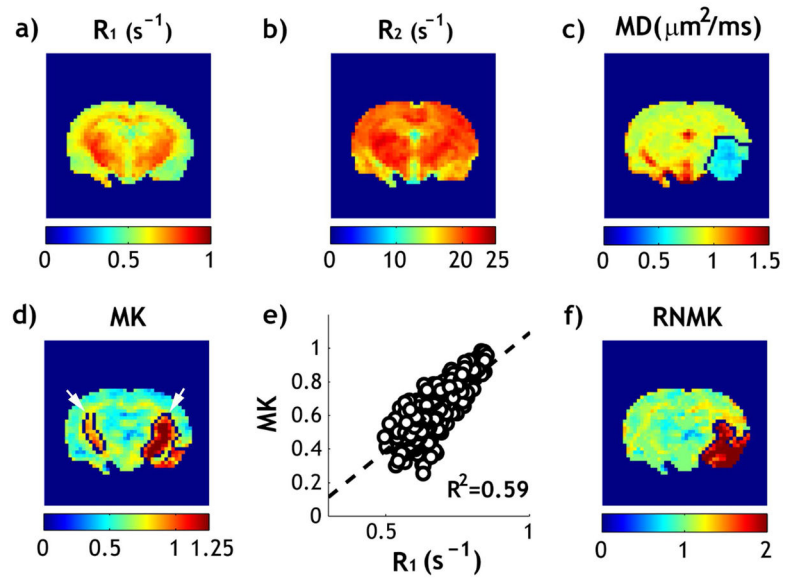 a) R₁ (s⁻¹)
b) R₂ (s⁻¹)
c) MD(μm²/ms)
0 0.5 1
0 10 20 25
0 0.5 1 1.5
d) MK
e)
f) RNMK
1
0.8
0.6
0.4
0.2
0
MK
R²=0.59
0.5 1
R₁ (s⁻¹)
0 0.5 1 1.25
0 1 2